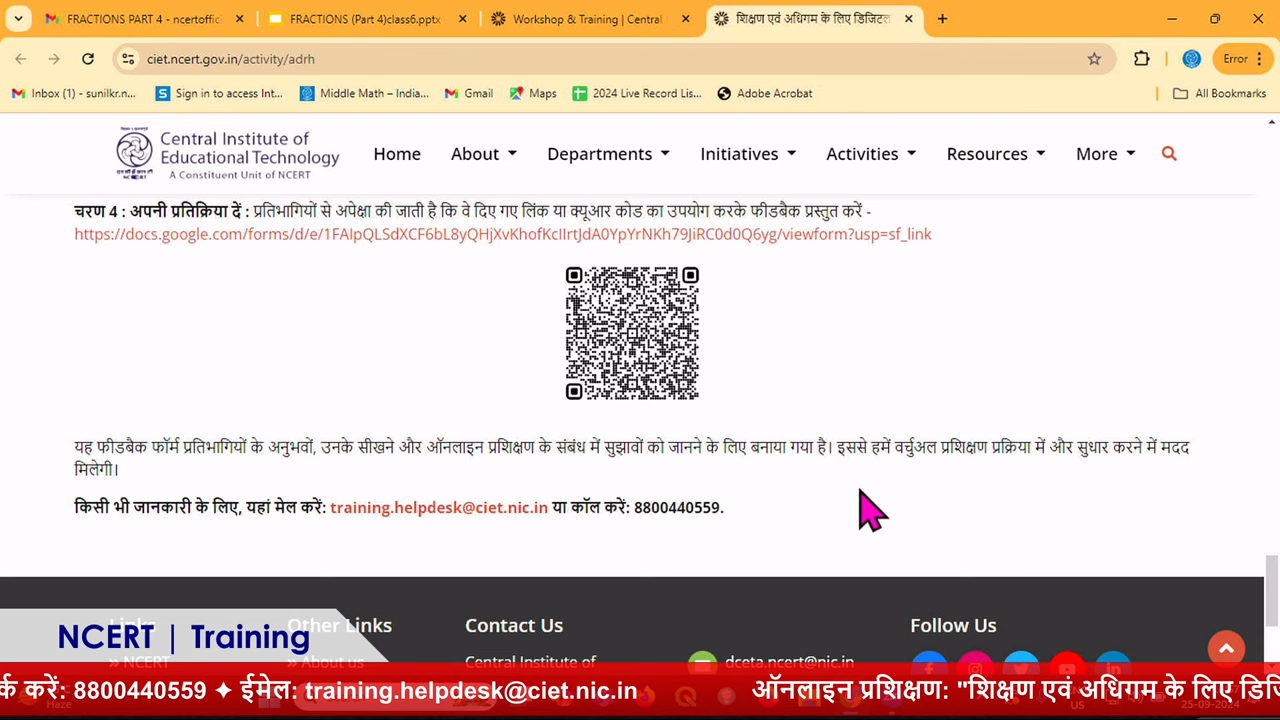 FRACTIONS PART 4 - ncertoffic
FRACTIONS (Part 4)class6.pptx
Workshop & Training | Central
शिक्षण एवं अधिगम के लिए डिजिटल
ciet.ncert.gov.in/activity/adrh
Error
Inbox (1) - sunilkr.n...
Sign in to access Int...
Middle Math – India...
Gmail
Maps
2024 Live Record Lis...
Adobe Acrobat
All Bookmarks
Central Institute of
Educational Technology
A Constituent Unit of NCERT
Home
About
Departments
Initiatives
Activities
Resources
More
चरण 4 : अपनी प्रतिक्रिया दें : प्रतिभागियों से अपेक्षा की जाती है कि वे दिए गए लिंक या क्यूआर कोड का उपयोग करके फीडबैक प्रस्तुत करें -
https://docs.google.com/forms/d/e/1FAIpQLSdXCF6bL8yQHjXvKhofKcIIrtJdA0YpYrNKh79JiRC0d0Q6yg/viewform?usp=sf_link
यह फीडबैक फॉर्म प्रतिभागियों के अनुभवों, उनके सीखने और ऑनलाइन प्रशिक्षण के संबंध में सुझावों को जानने के लिए बनाया गया है। इससे हमें वर्चुअल प्रशिक्षण प्रक्रिया में और सुधार करने में मदद
मिलेगी।
किसी भी जानकारी के लिए, यहां मेल करें: training.helpdesk@ciet.nic.in या कॉल करें: 8800440559.
Links
Other Links
Contact Us
Follow Us
NCERT | Training
» NCERT
» About us
Central Institute of
dceta.ncert@nic.in
र्क करें: 8800440559 ✦ ईमेल: training.helpdesk@ciet.nic.in
ऑनलाइन प्रशिक्षण: "शिक्षण एवं अधिगम के लिए डिजि
Haze
25-09-2024